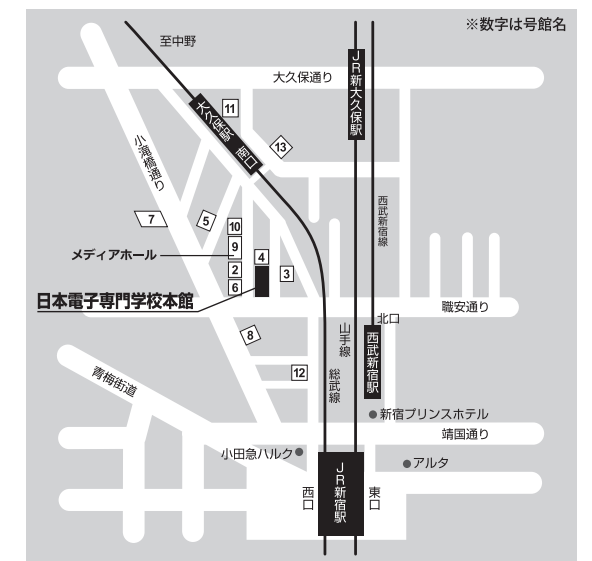 ※数字は号館名
至中野
大久保通り
JR新大久保駅
大久保駅 南口
11
13
小滝橋通り
西武新宿線
7
5
10
9
メディアホール
4
2
3
6
日本電子専門学校本館
職安通り
北口
山手線
西武新宿駅
8
総武線
12
青梅街道
新宿プリンスホテル
靖国通り
小田急ハルク
アルタ
西口
JR新宿駅
東口